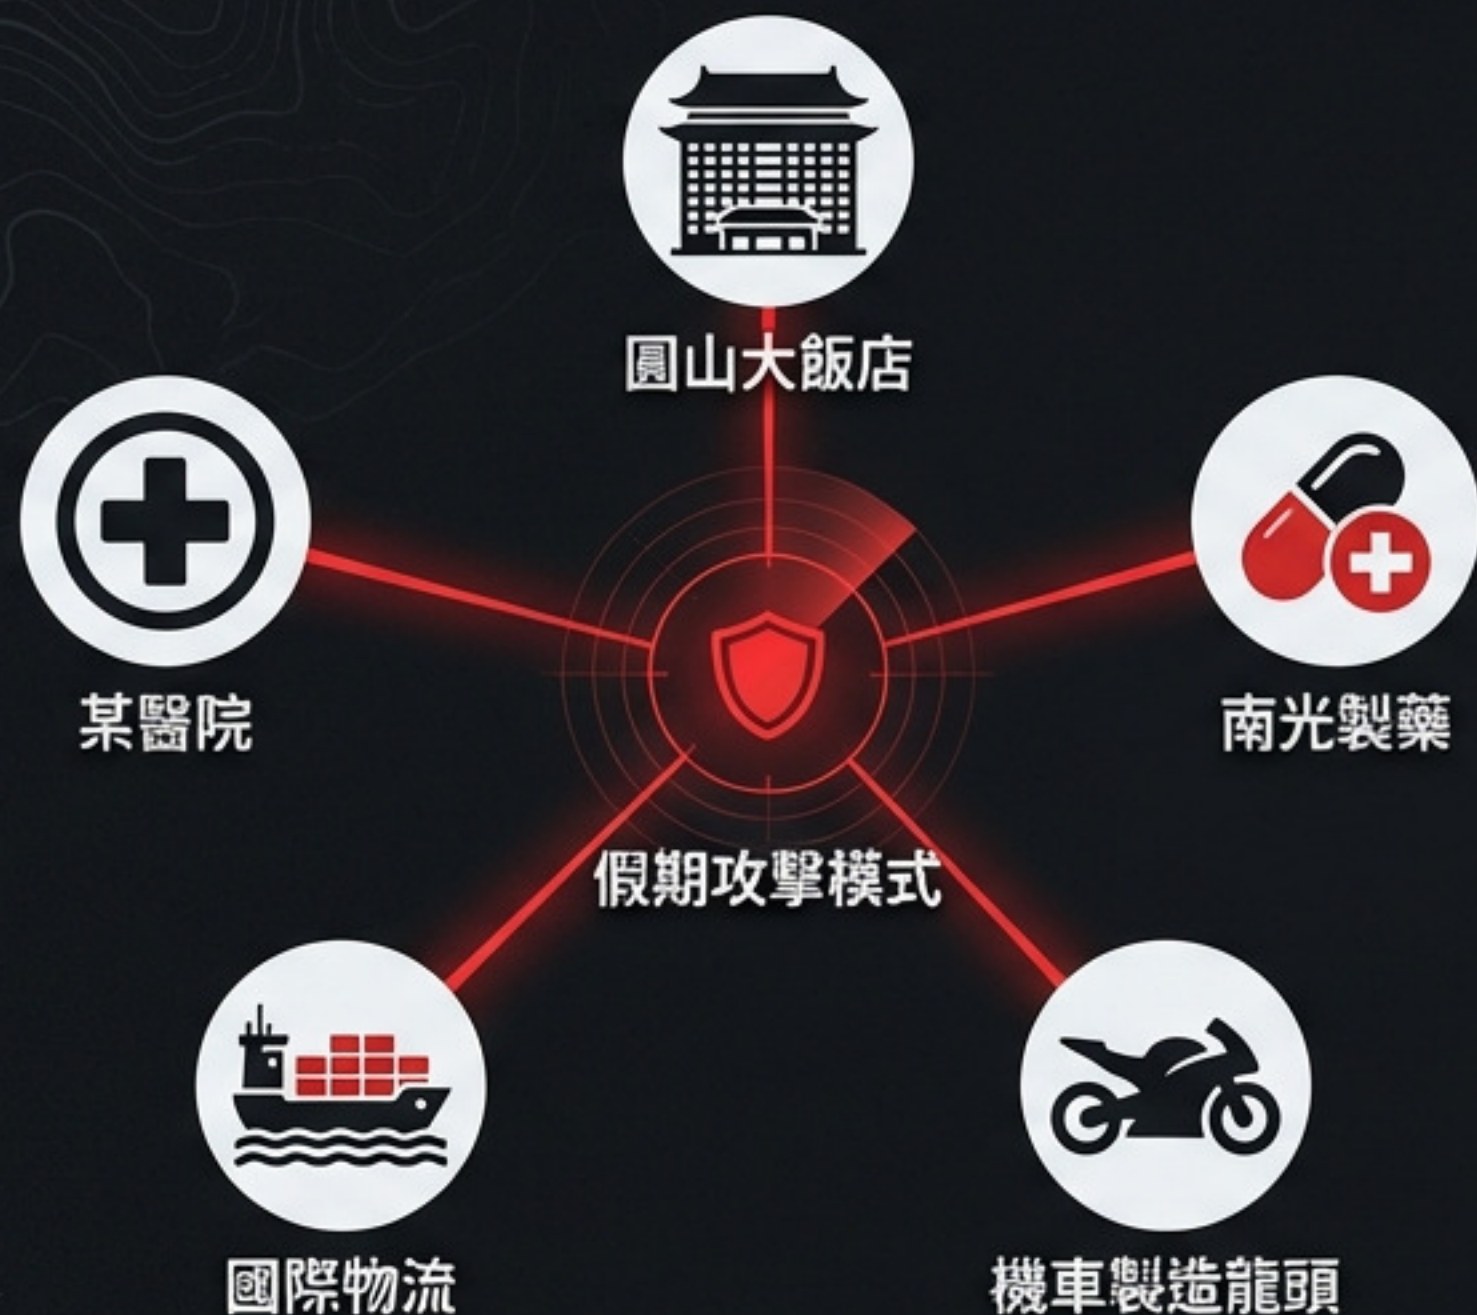 圓山大飯店
某醫院
南光製藥
假期攻擊模式
國際物流
機車製造龍頭